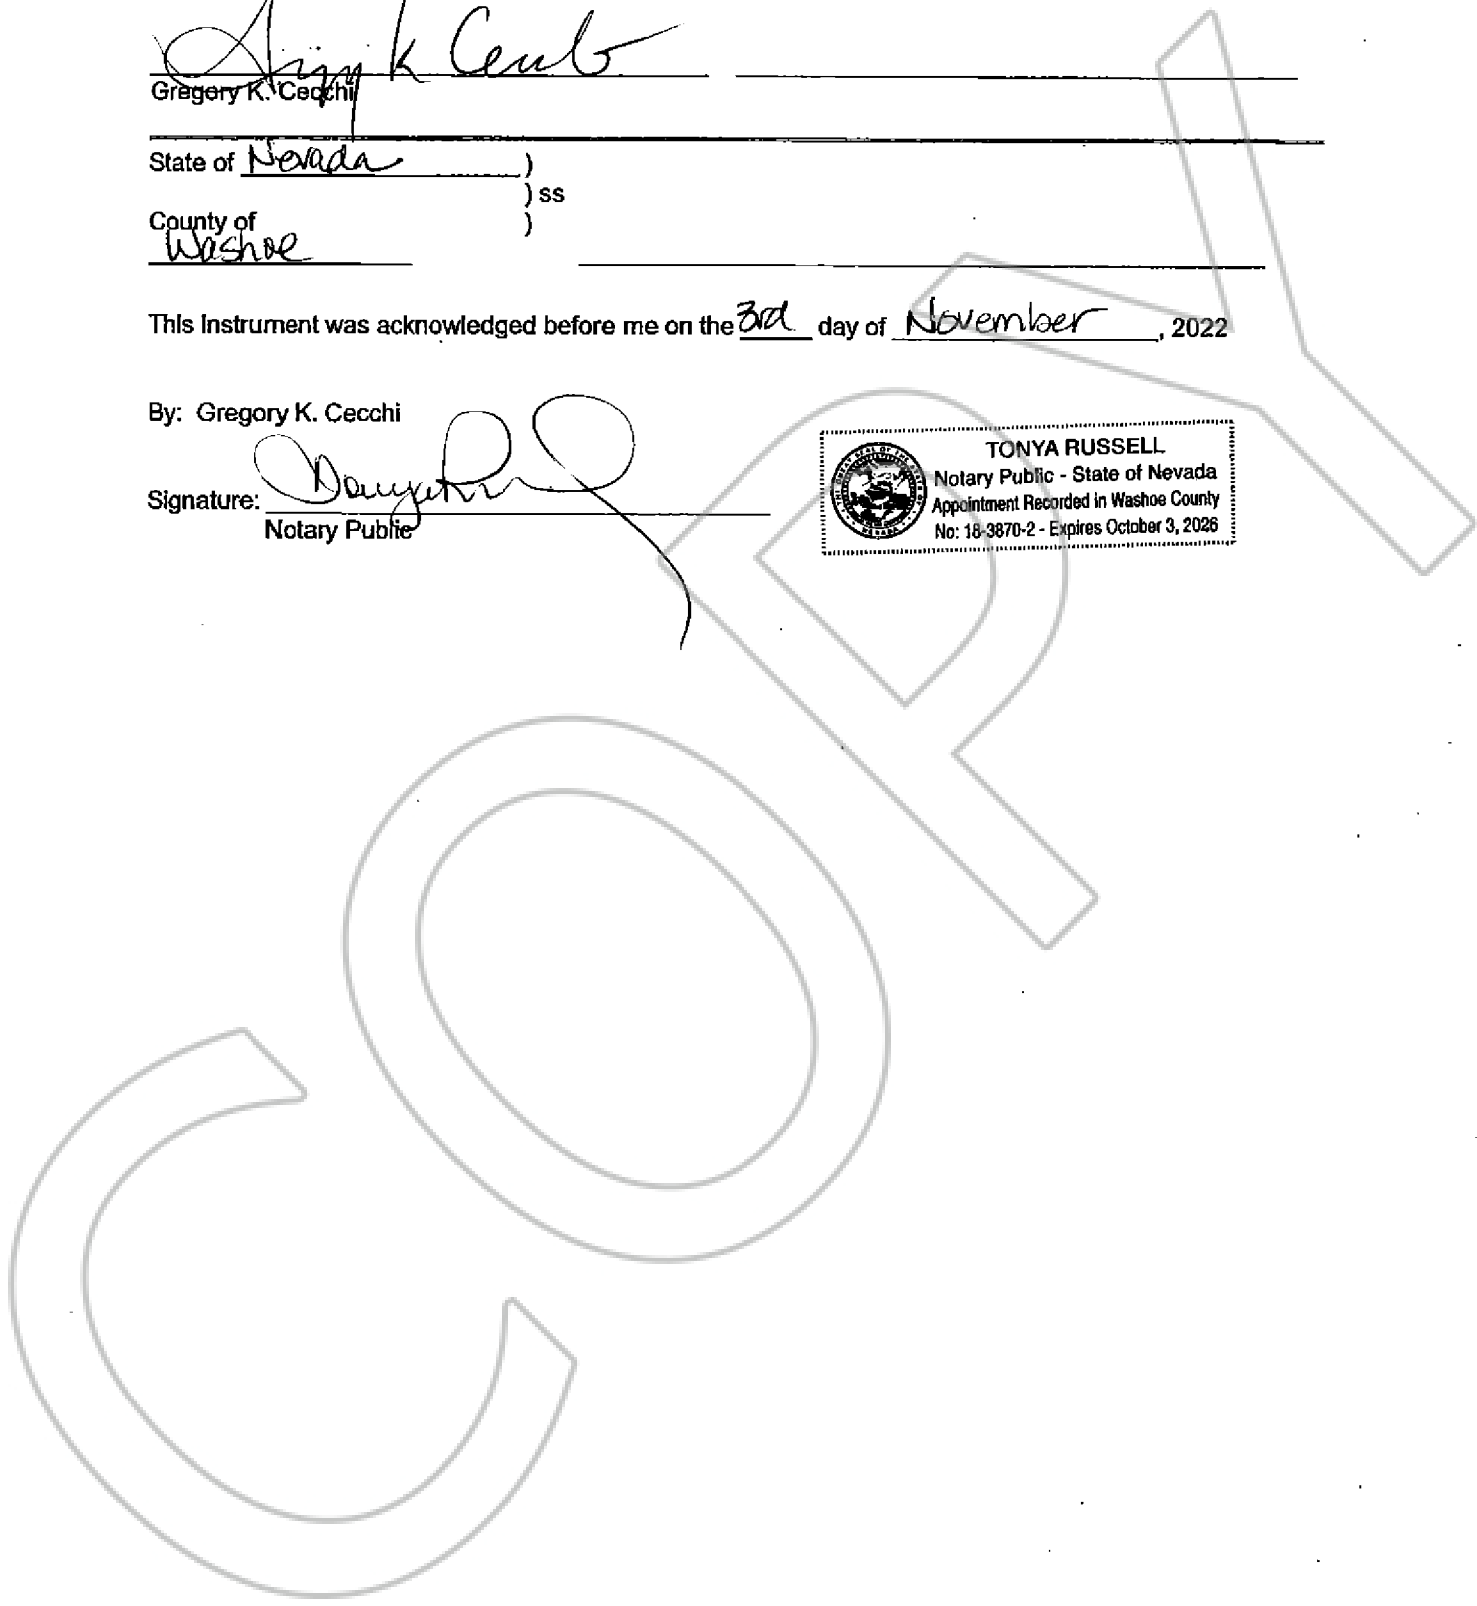 Gregory K. Cecchi
State of Nevada )
) ss
County of )
Washoe
This Instrument was acknowledged before me on the 3rd day of November, 2022
By: Gregory K. Cecchi
Signature:
Notary Public
TONYA RUSSELL
Notary Public - State of Nevada
Appointment Recorded in Washoe County
No: 18-3870-2 - Expires October 3, 2026
COPY